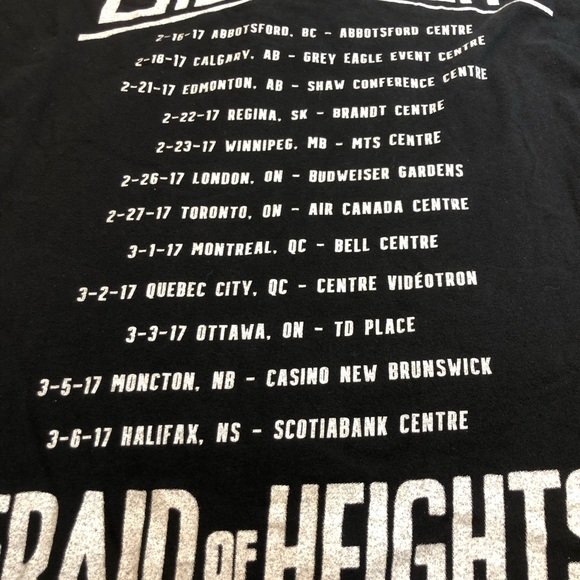 2-16-17 ABBOTSFORD, BC - ABBOTSFORD CENTRE
2-18-17 CALGARY, AB - GREY EAGLE EVENT CENTRE
2-21-17 EDMONTON, AB - SHAW CONFERENCE CENTRE
2-22-17 REGINA, SK - BRANDT CENTRE
2-23-17 WINNIPEG, MB - MTS CENTRE
2-26-17 LONDON, ON - BUDWEISER GARDENS
2-27-17 TORONTO, ON - AIR CANADA CENTRE
3-1-17 MONTREAL, QC - BELL CENTRE
3-2-17 QUEBEC CITY, QC - CENTRE VIDÉOTRON
3-3-17 OTTAWA, ON - TD PLACE
3-5-17 MONCTON, NB - CASINO NEW BRUNSWICK
3-6-17 HALIFAX, NS - SCOTIABANK CENTRE
FRAID OF HEIGHTS